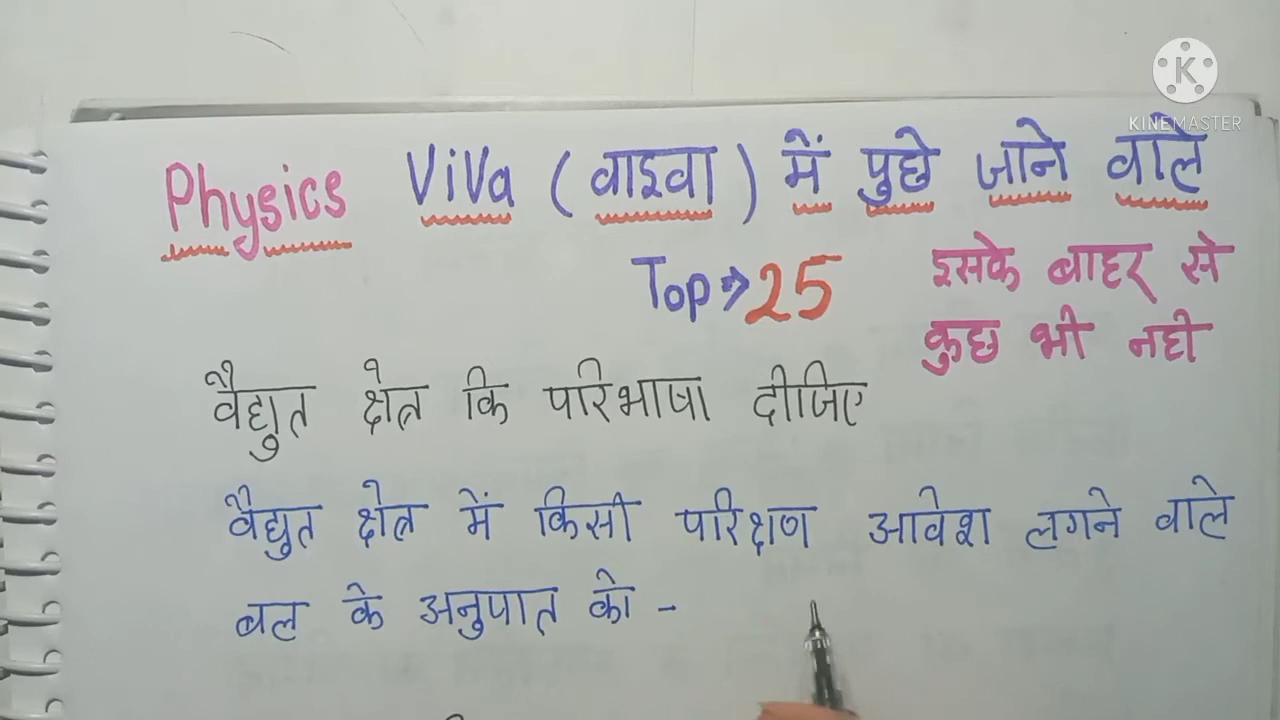 KINEMASTER
Physics ViVa (वाइवा) में पुछे जाने वाले
Top → 25
इसके बाहर से
कुछ भी नही
वैद्युत क्षेत्र कि परिभाषा दीजिए
वैद्युत क्षेत्र में किसी परिक्षण आवेश लगने वाले
बल के अनुपात को -